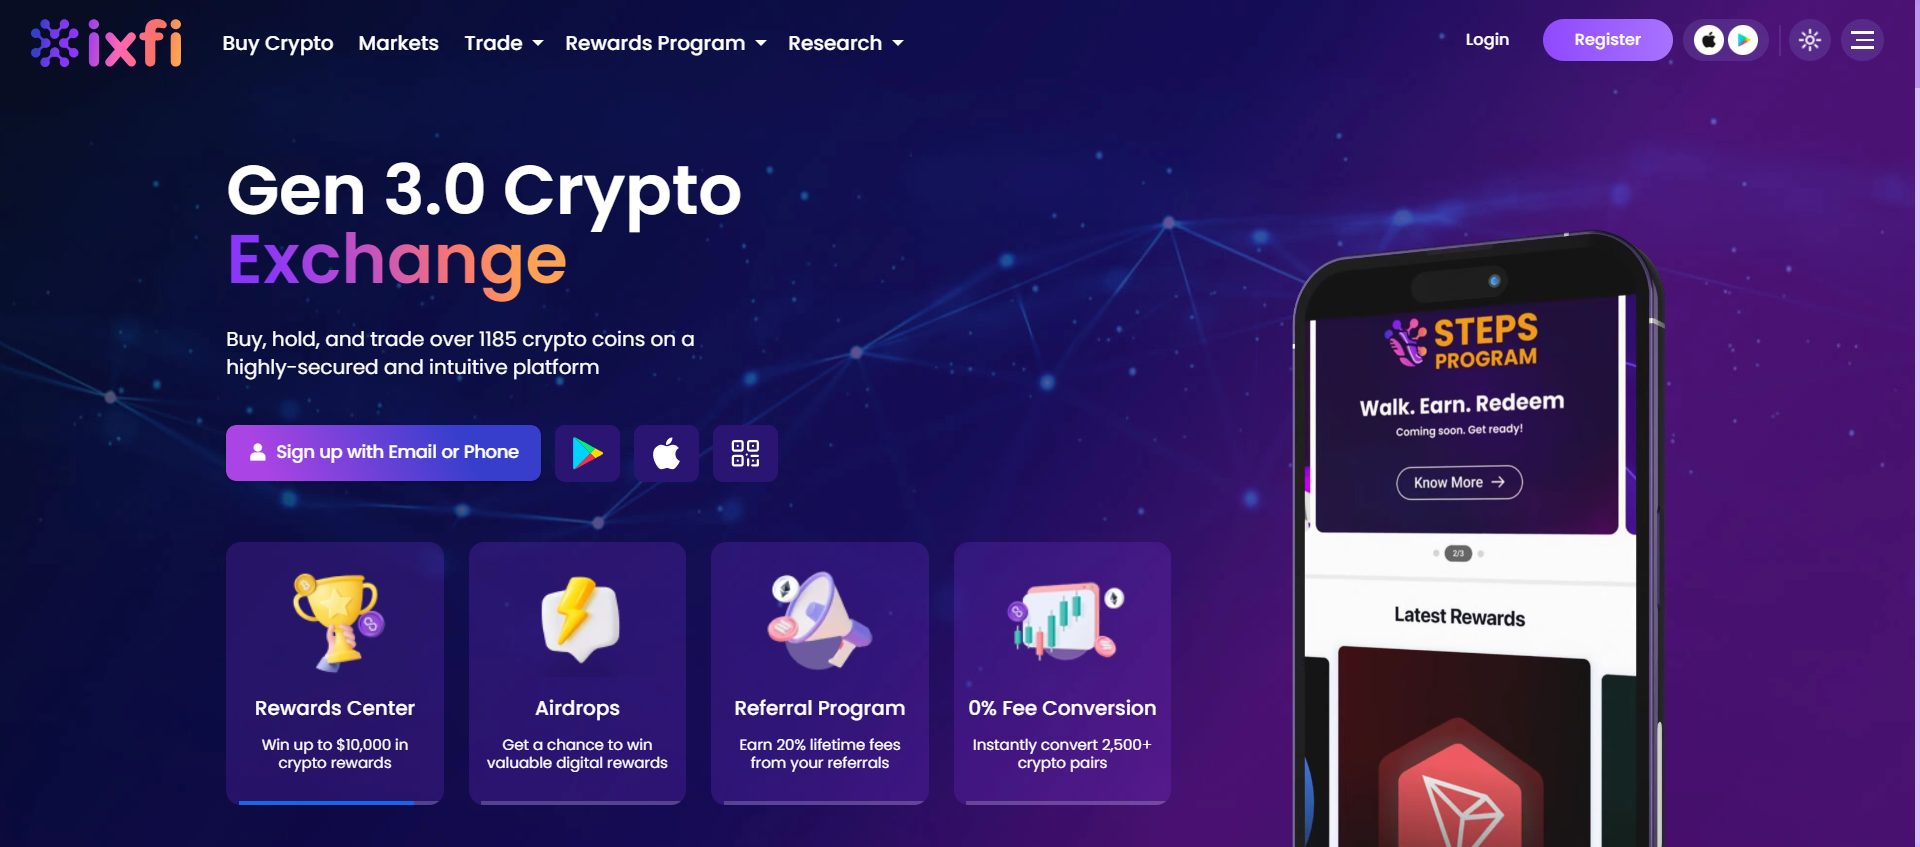 ixfi
Buy Crypto
Markets
Trade
Rewards Program
Research
Login
Register
Gen 3.0 Crypto
Exchange
Buy, hold, and trade over 1185 crypto coins on a
highly-secured and intuitive platform
Sign up with Email or Phone
Rewards Center
Win up to $10,000 in
crypto rewards
Airdrops
Get a chance to win
valuable digital rewards
Referral Program
Earn 20% lifetime fees
from your referrals
0% Fee Conversion
Instantly convert 2,500+
crypto pairs
STEPS
PROGRAM
Walk. Earn. Redeem
Coming soon. Get ready!
Know More
2/3
Latest Rewards